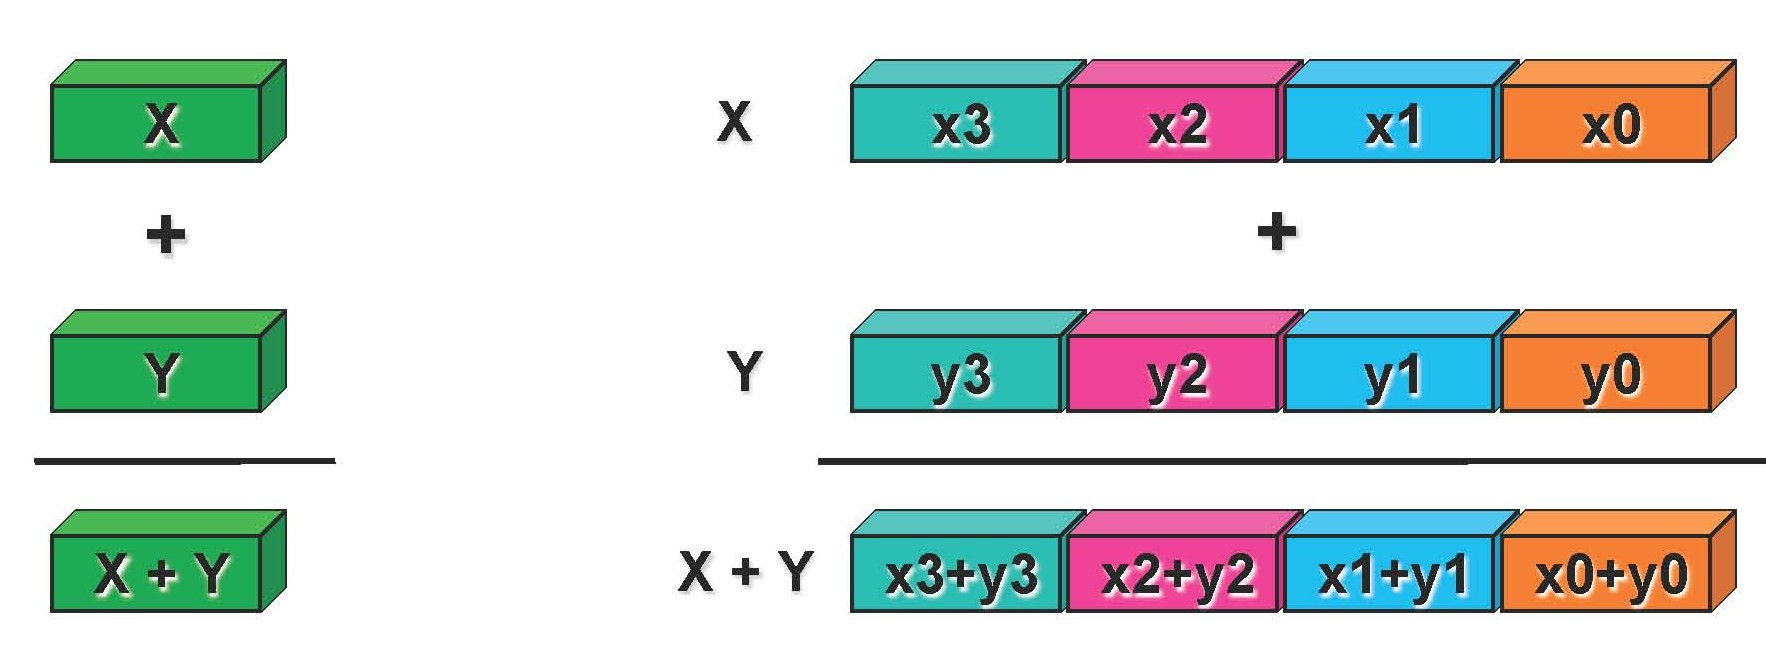 X X x3 x2 x1 x0
+ +
Y Y y3 y2 y1 y0
X + Y X + Y x3+y3 x2+y2 x1+y1 x0+y0